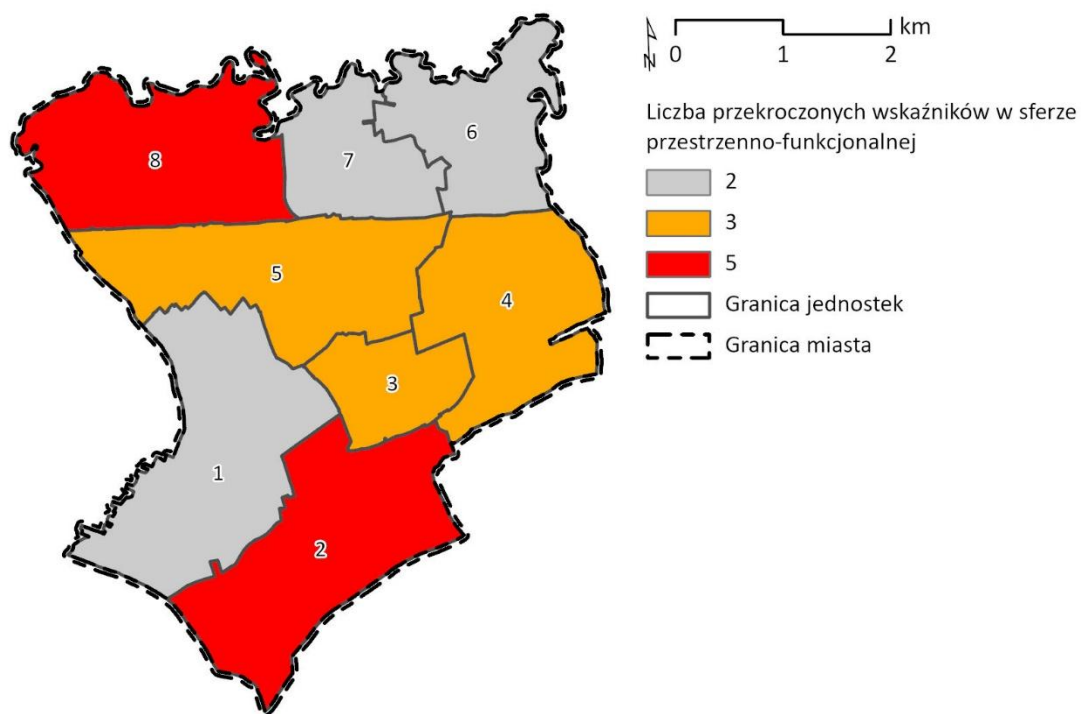 km
N
0 1 2
Liczba przekroczonych wskaźników w sferze
przestrzenno-funkcjonalnej
2
3
5
Granica jednostek
Granica miasta
6
7
8
5
4
3
1
2